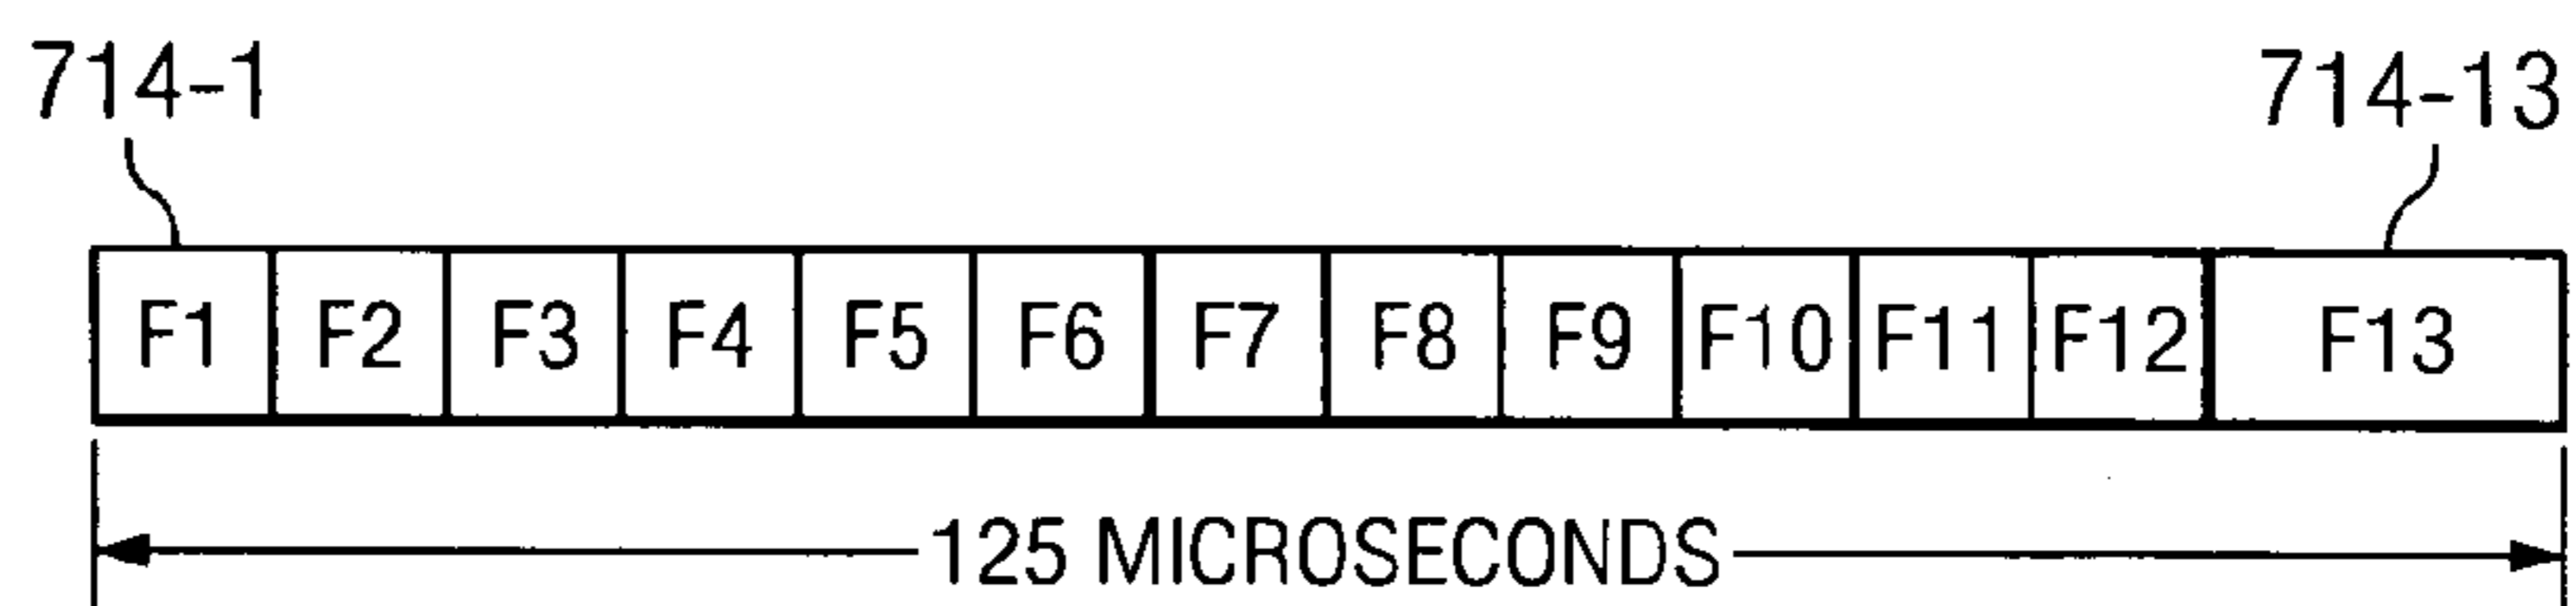 714-1 714-13
F1 F2 F3 F4 F5 F6 F7 F8 F9 F10 F11 F12 F13
125 MICROSECONDS